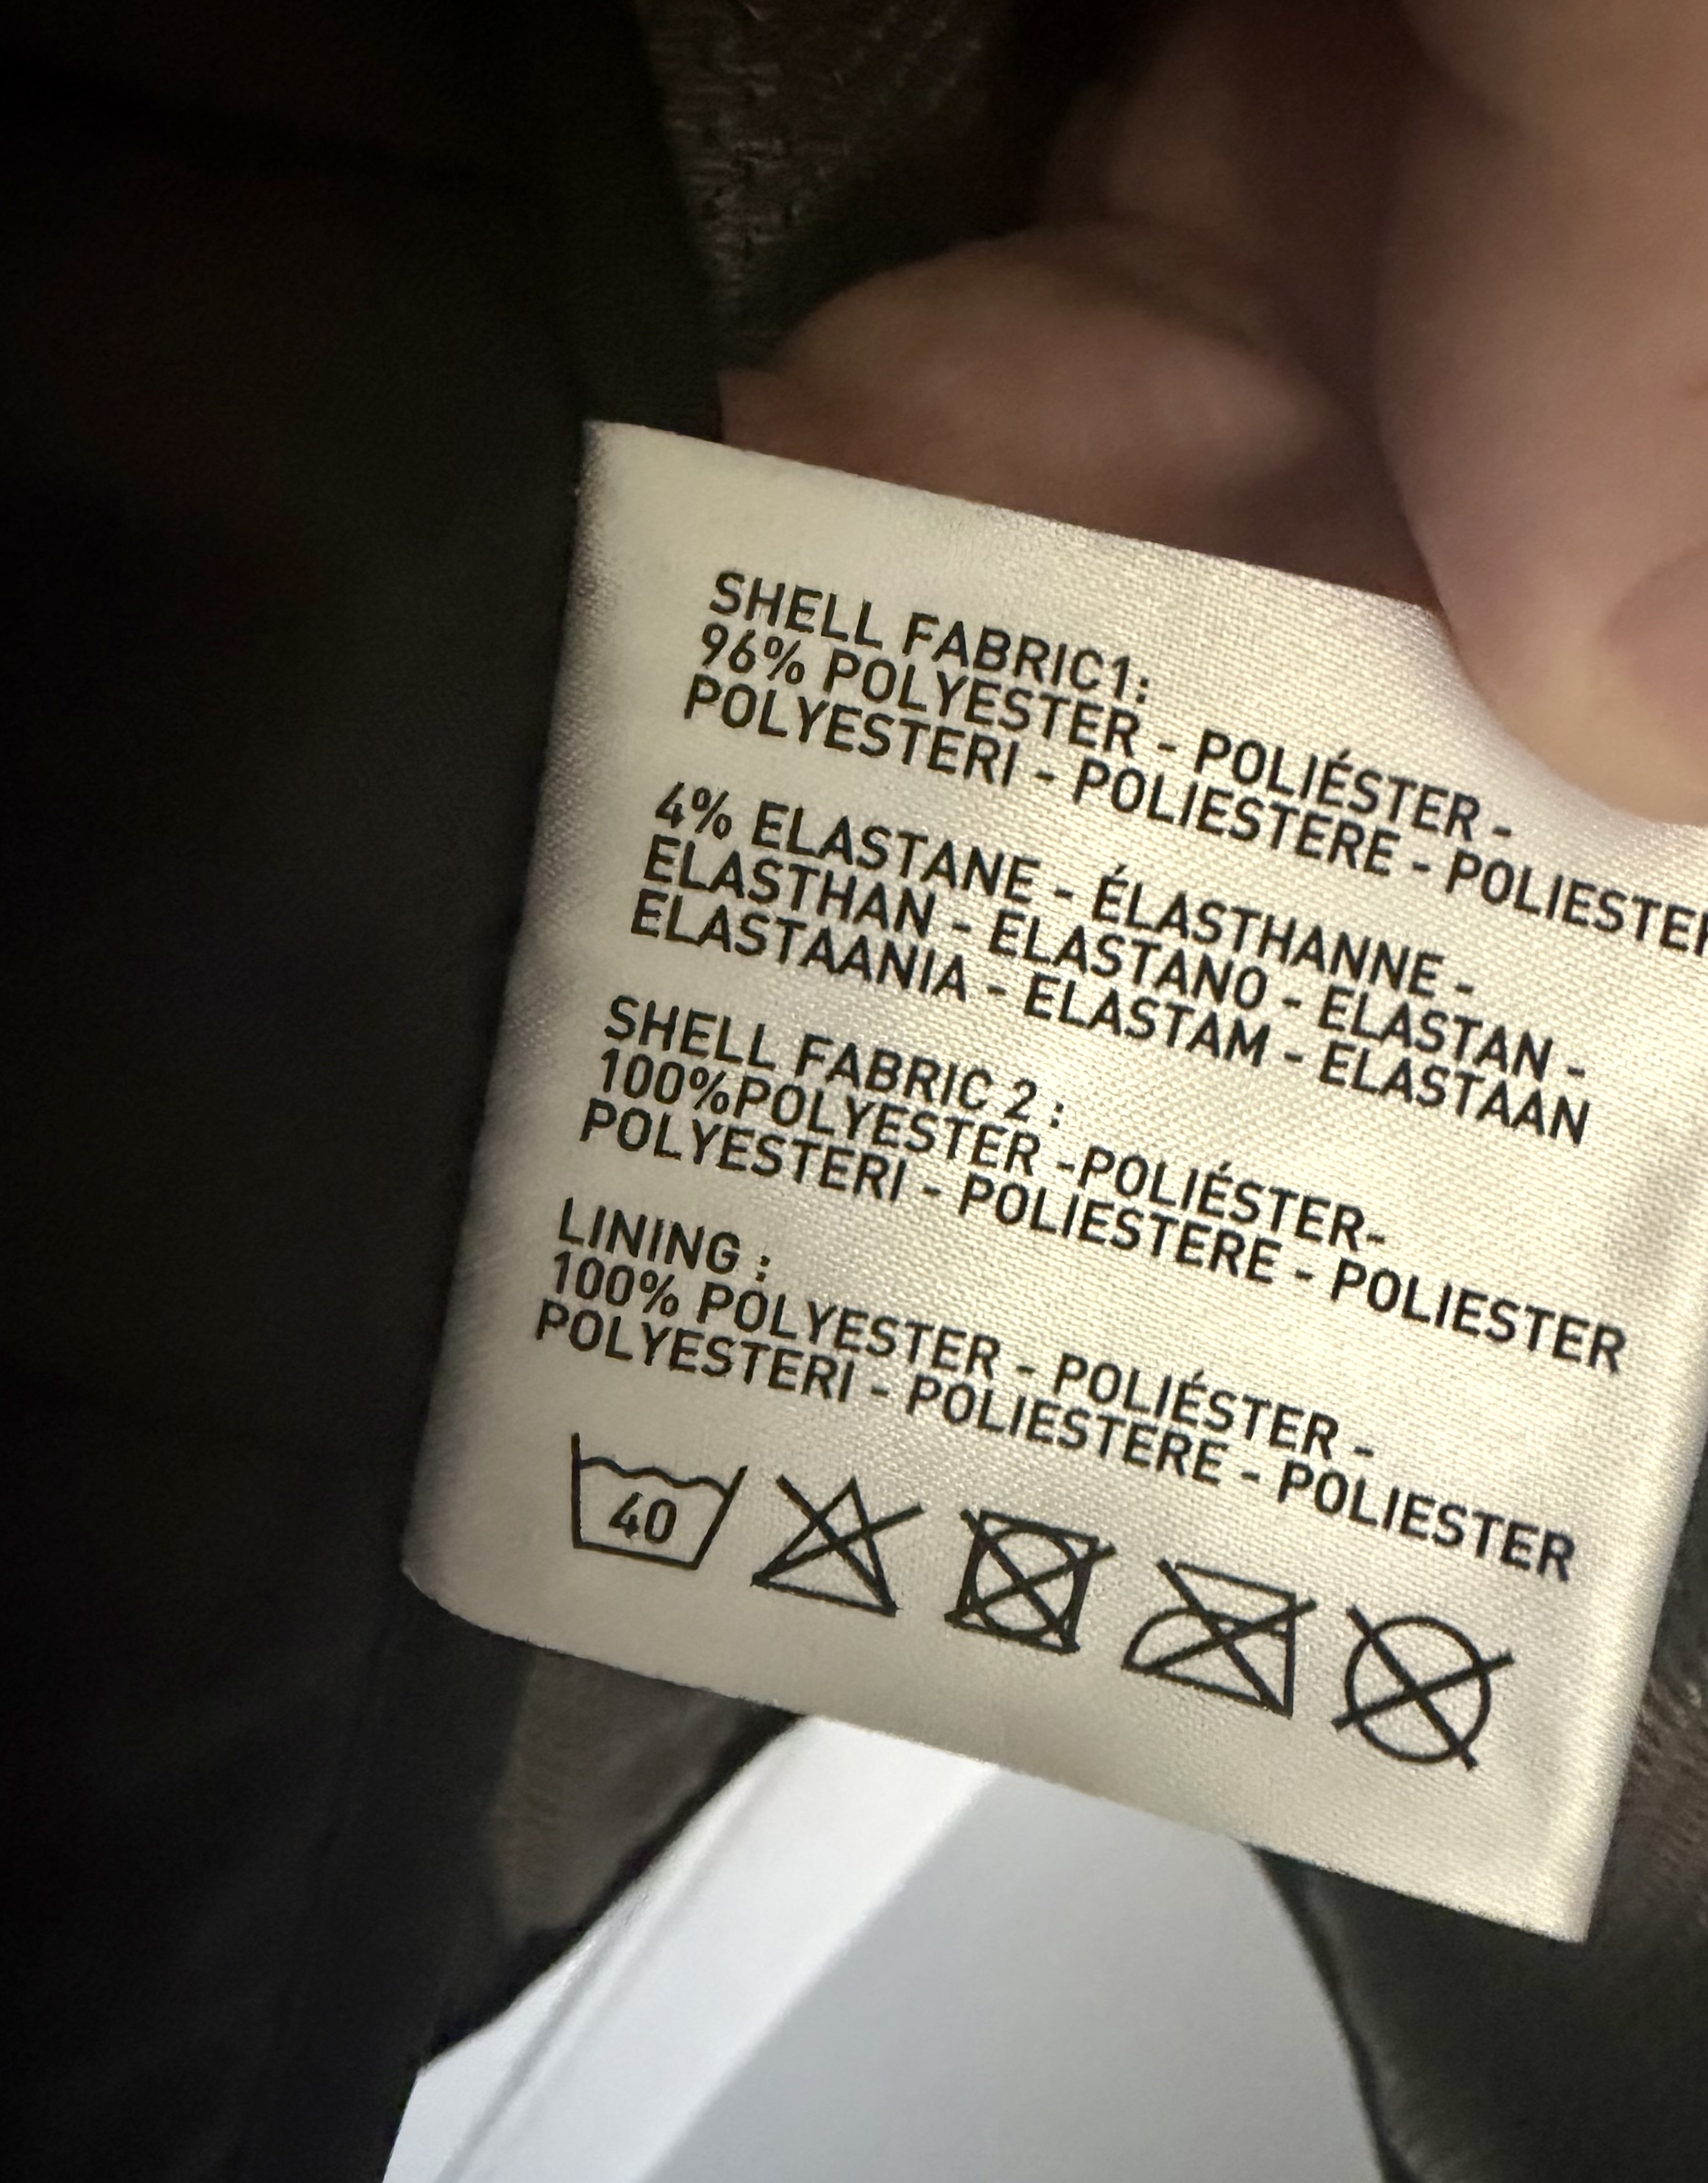 SHELL FABRIC1:
96% POLYESTER - POLIÉSTER -
POLYESTERI - POLIESTERE - POLIESTER
4% ELASTANE - ÉLASTHANNE -
ELASTHAN - ELASTANO - ELASTAN -
ELASTAANIA - ELASTAM - ELASTAAN
SHELL FABRIC 2 :
100%POLYESTER -POLIÉSTER-
POLYESTERI - POLIESTERE - POLIESTER
LINING :
100% POLYESTER - POLIÉSTER -
POLYESTERI - POLIESTERE - POLIESTER
40